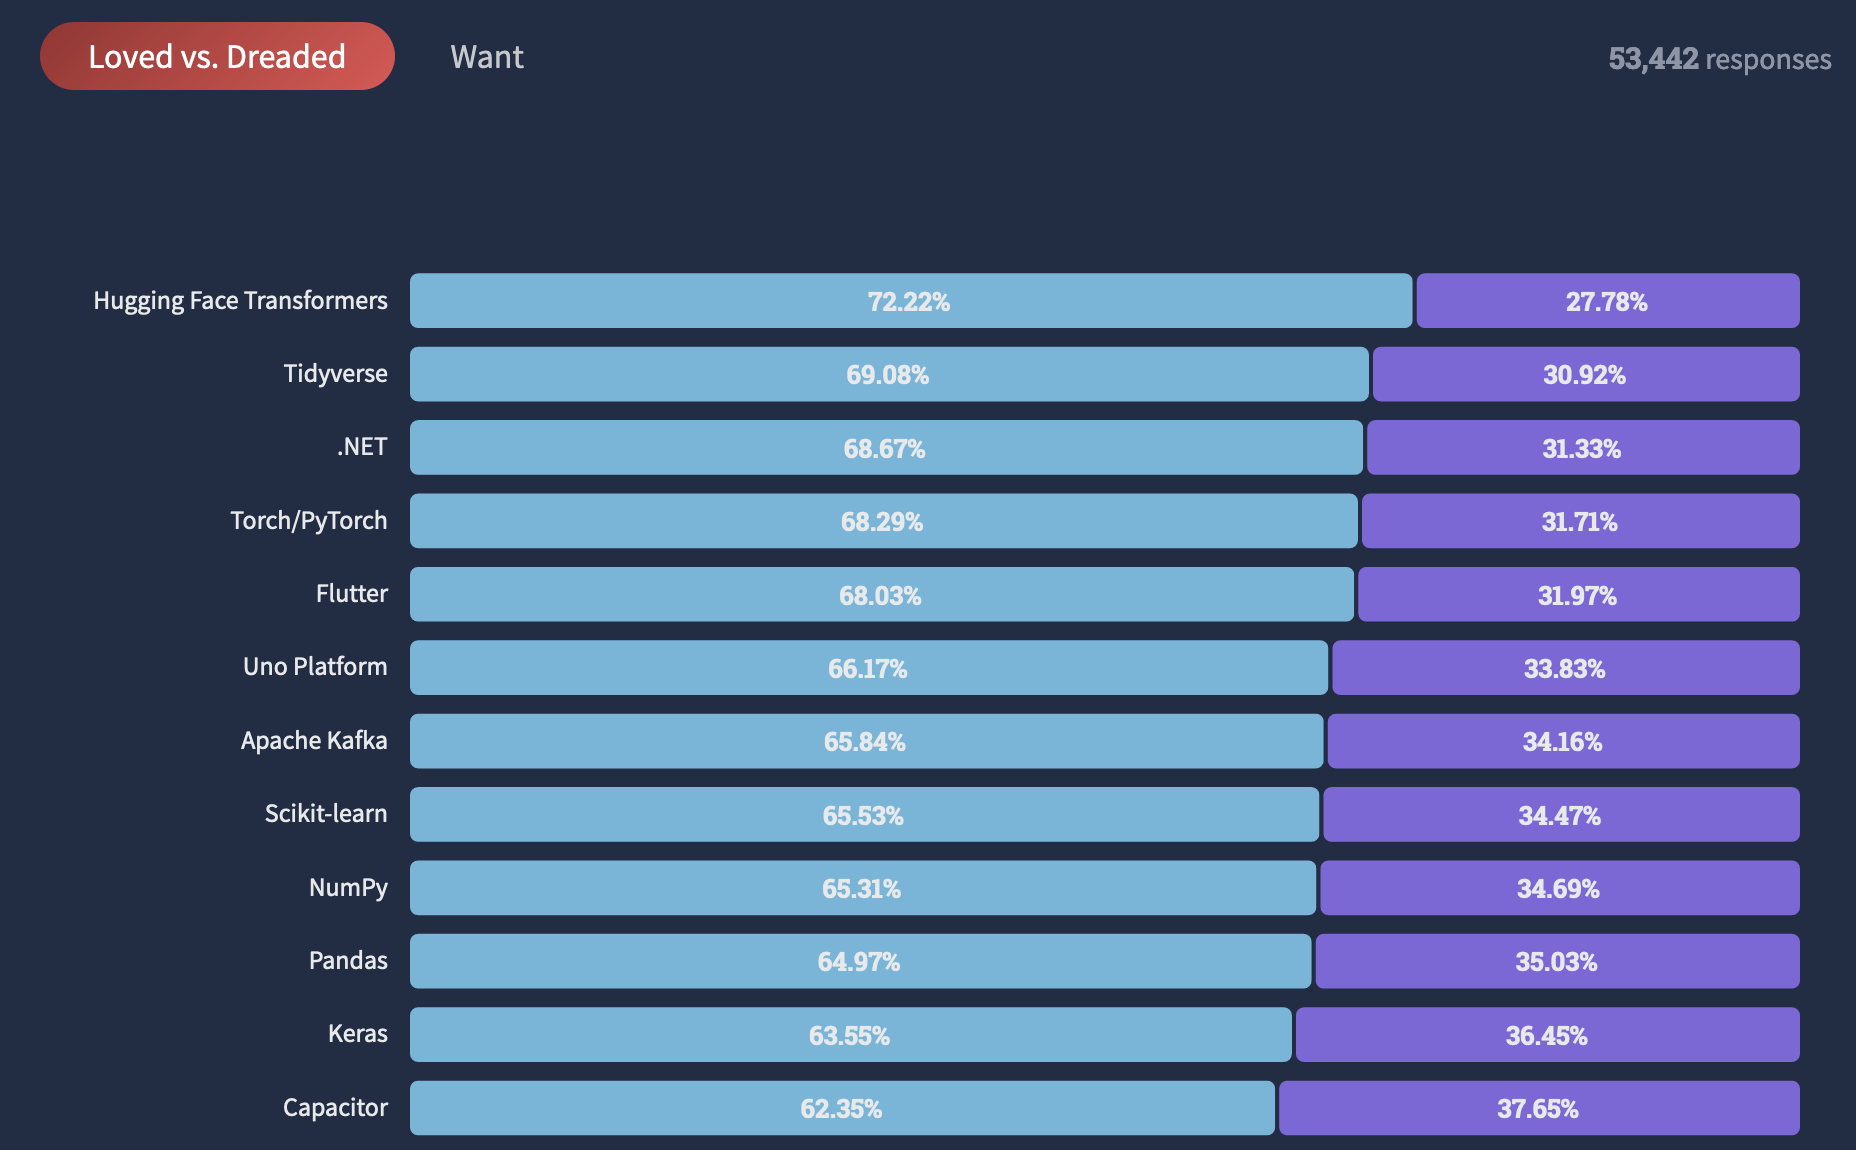 Loved vs. Dreaded Want 53,442 responses
Hugging Face Transformers 72.22% 27.78%
Tidyverse 69.08% 30.92%
.NET 68.67% 31.33%
Torch/PyTorch 68.29% 31.71%
Flutter 68.03% 31.97%
Uno Platform 66.17% 33.83%
Apache Kafka 65.84% 34.16%
Scikit-learn 65.53% 34.47%
NumPy 65.31% 34.69%
Pandas 64.97% 35.03%
Keras 63.55% 36.45%
Capacitor 62.35% 37.65%